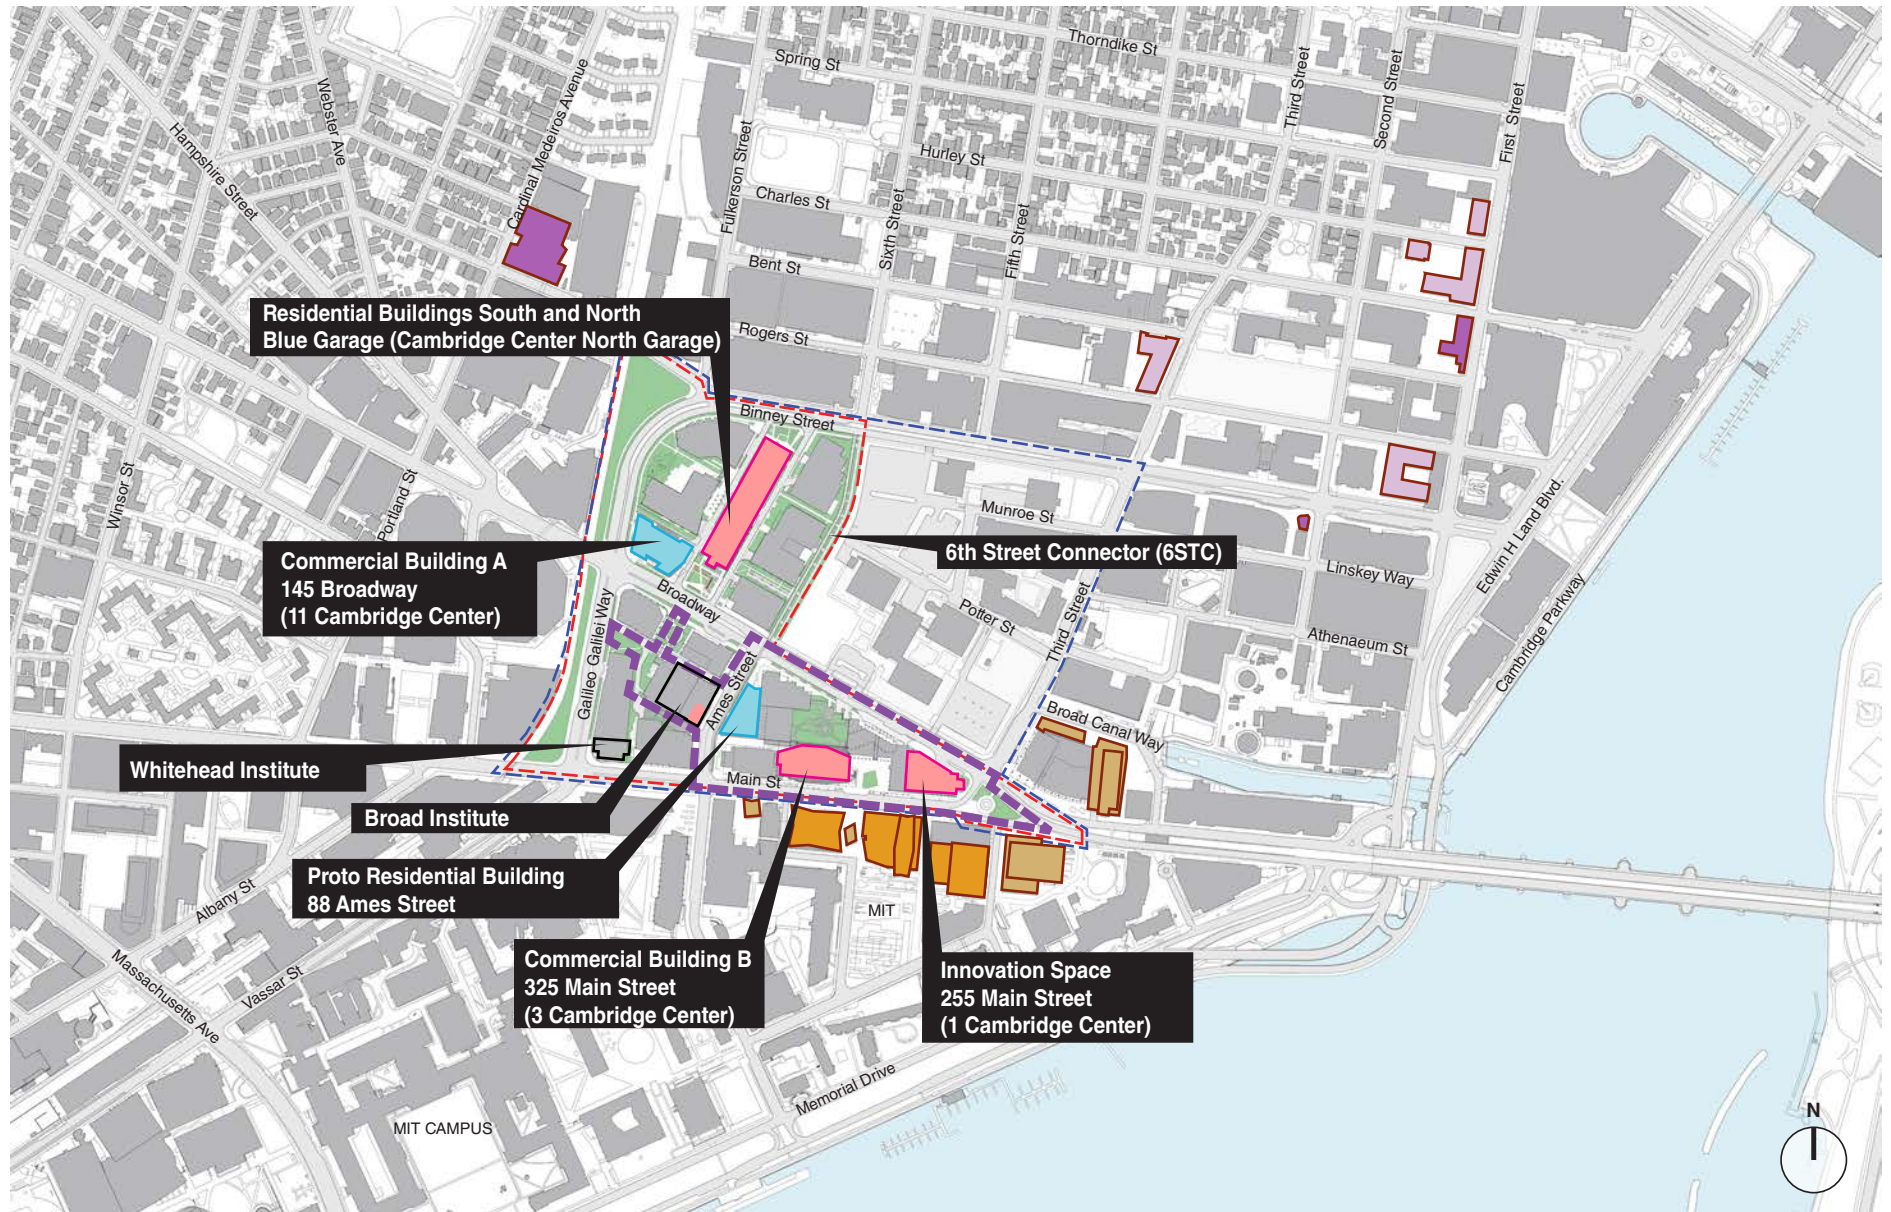 Thorndike St
Spring St
Third Street
Second Street
First Street
Webster Ave
Cardinal Medeiros Avenue
Hampshire Street
Fulkerson Street
Hurley St
Charles St
Sixth Street
Fifth Street
Bent St
Residential Buildings South and North
Blue Garage (Cambridge Center North Garage)
Rogers St
Binney Street
Winsor St
Portland St
Munroe St
Edwin H Land Blvd.
Commercial Building A
145 Broadway
(11 Cambridge Center)
6th Street Connector (6STC)
Linskey Way
Broadway
Potter St
Third Street
Athenaeum St
Cambridge Parkway
Galileo Galilei Way
Ames Street
Broad Canal Way
Whitehead Institute
Main St
Broad Institute
Proto Residential Building
88 Ames Street
Albany St
MIT
Commercial Building B
325 Main Street
(3 Cambridge Center)
Innovation Space
255 Main Street
(1 Cambridge Center)
Massachusetts Ave
Vassar St
Memorial Drive
MIT CAMPUS
N